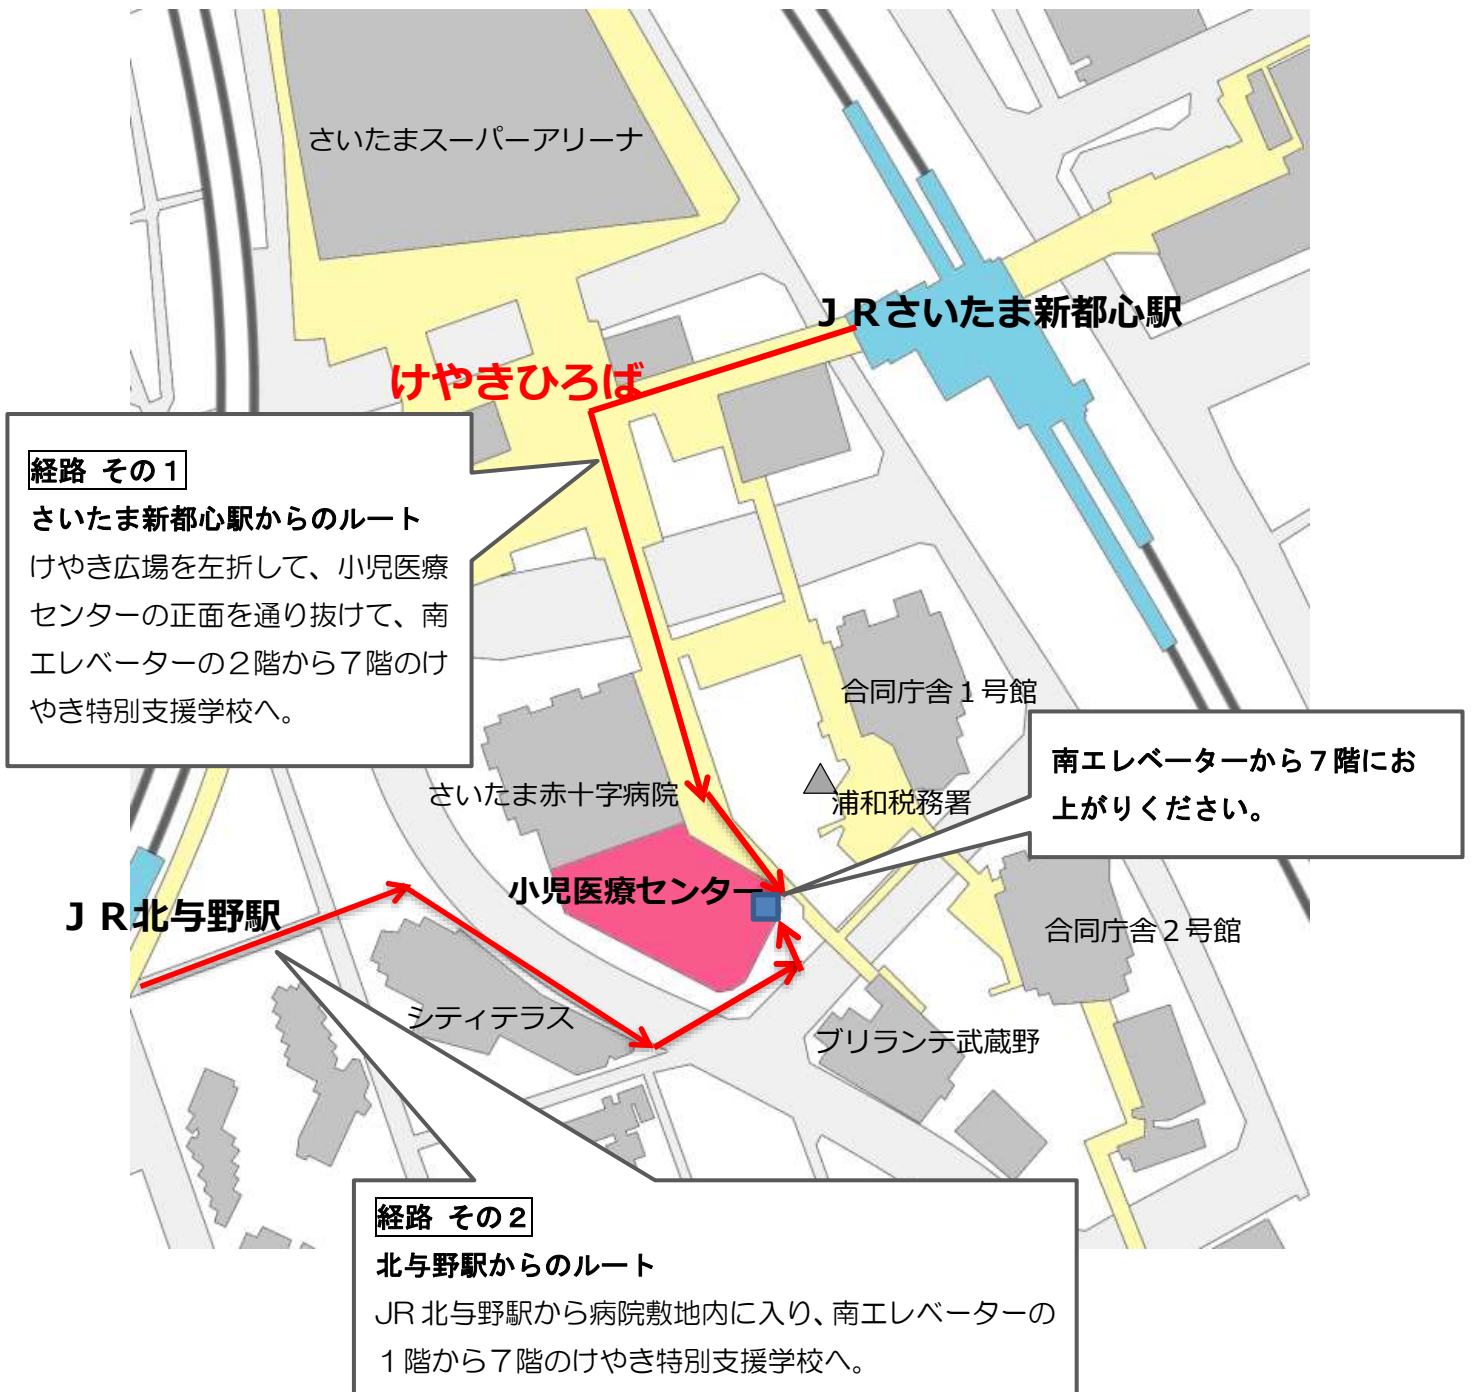 さいたまスーパーアリーナ
ＪＲさいたま新都心駅
けやきひろば
経路 その１
さいたま新都心駅からのルート
けやき広場を左折して、小児医療
センターの正面を通り抜けて、南
エレベーターの２階から７階のけ
やき特別支援学校へ。
合同庁舎１号館
南エレベーターから７階にお
上がりください。
さいたま赤十字病院
浦和税務署
小児医療センター
ＪＲ北与野駅
合同庁舎２号館
シティテラス
ブリランテ武蔵野
経路 その２
北与野駅からのルート
JR 北与野駅から病院敷地内に入り、南エレベーターの
１階から７階のけやき特別支援学校へ。